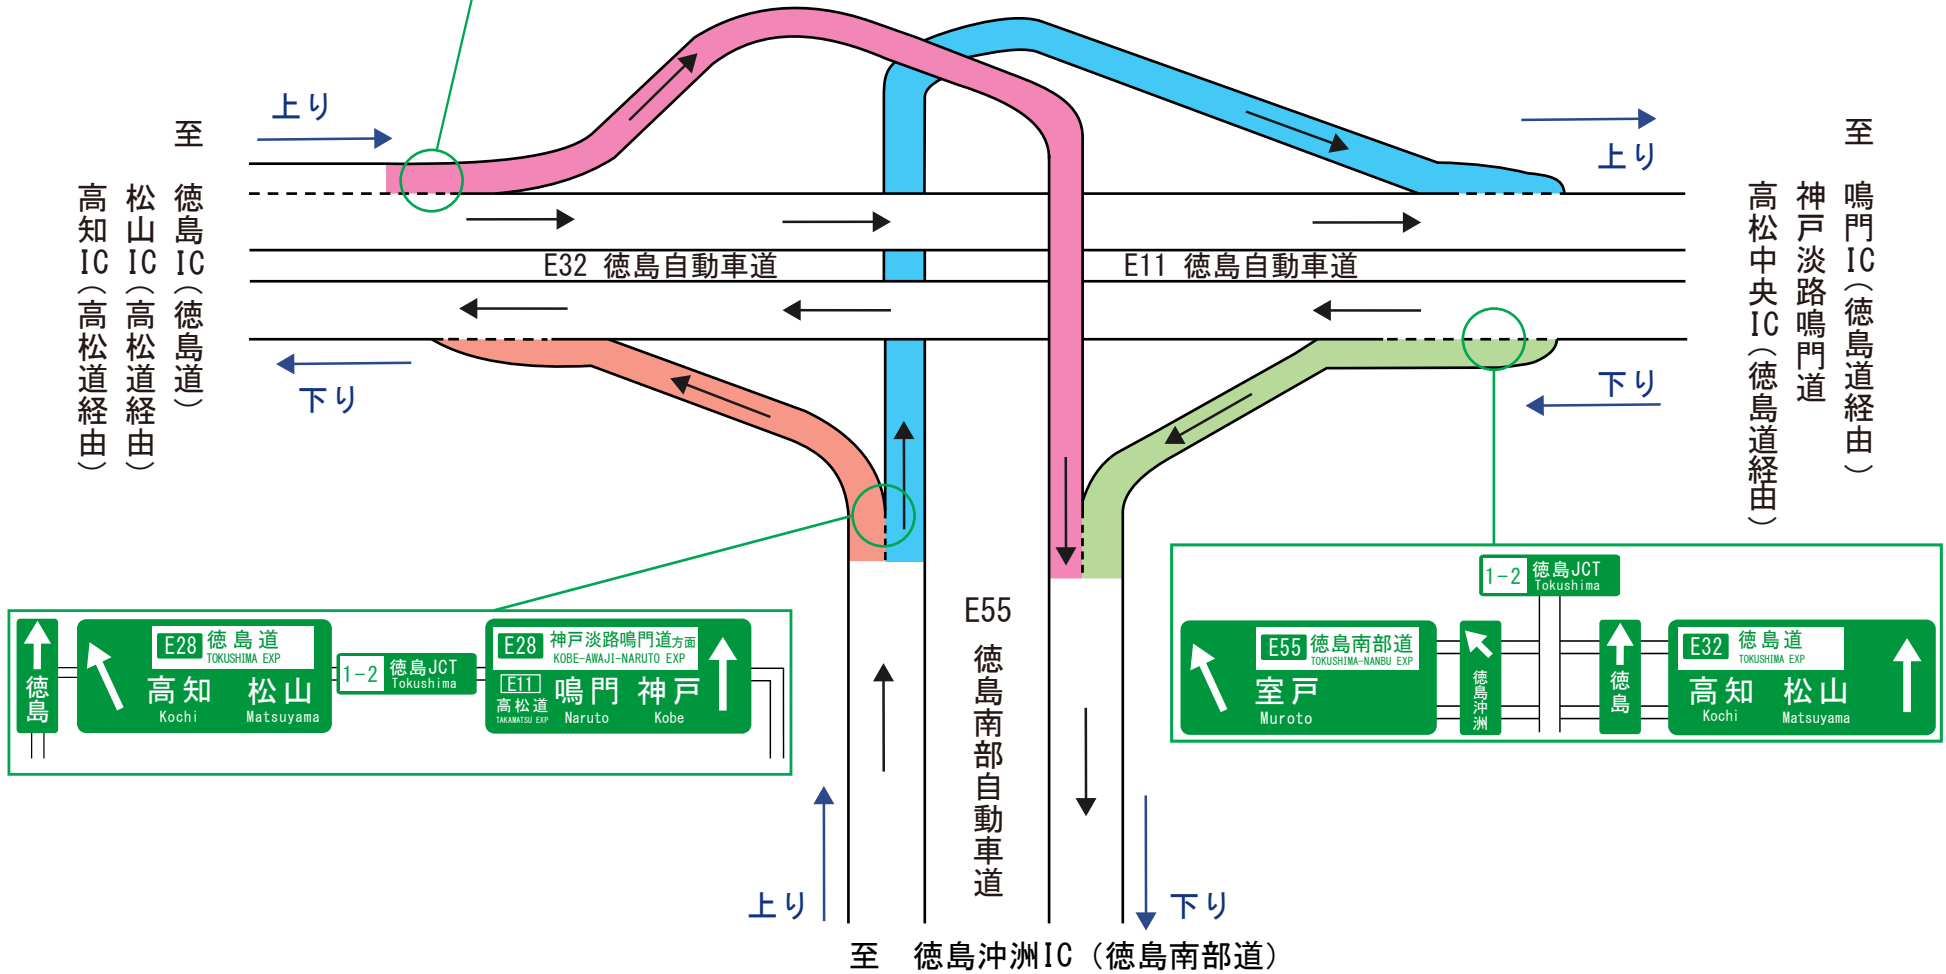 上り
至 徳島IC(徳島道)
松山IC(高松道経由)
高知IC(高松道経由)
上り
至 鳴門IC(徳島道経由)
神戸淡路鳴門道
高松中央IC(徳島道経由)
E32 徳島自動車道
E11 徳島自動車道
下り
下り
徳島
E28 徳島道
TOKUSHIMA EXP
高知 松山
Kochi Matsuyama
1-2 徳島JCT
Tokushima
E28 神戸淡路鳴門道方面
KOBE-AWAJI-NARUTO EXP
E11
高松道
TAKAMATSU EXP
鳴門 神戸
Naruto Kobe
E55
徳島南部自動車道
1-2 徳島JCT
Tokushima
E55 徳島南部道
TOKUSHIMA-NANBU EXP
室戸
Muroto
徳島沖洲
徳島
E32 徳島道
TOKUSHIMA EXP
高知 松山
Kochi Matsuyama
上り
下り
至 徳島沖洲IC(徳島南部道)